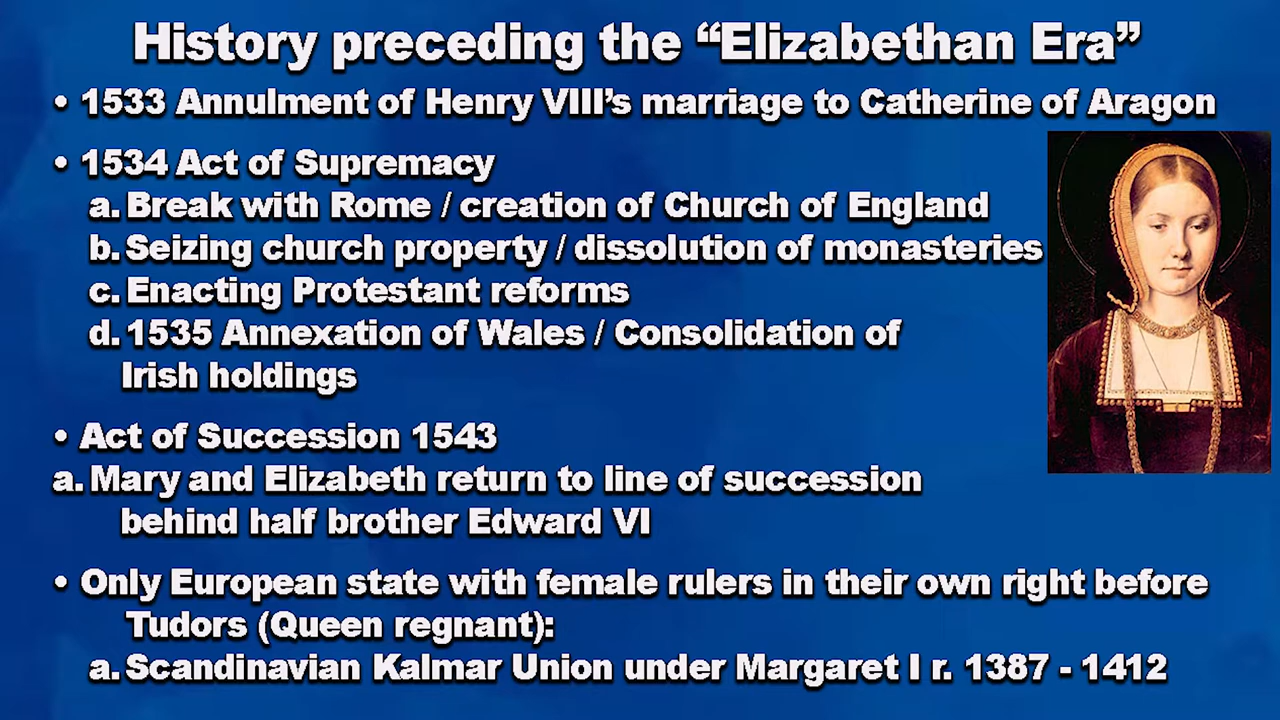 History preceding the “Elizabethan Era”
• 1533 Annulment of Henry VIII’s marriage to Catherine of Aragon
• 1534 Act of Supremacy
a. Break with Rome / creation of Church of England
b. Seizing church property / dissolution of monasteries
c. Enacting Protestant reforms
d. 1535 Annexation of Wales / Consolidation of
Irish holdings
• Act of Succession 1543
a. Mary and Elizabeth return to line of succession
behind half brother Edward VI
• Only European state with female rulers in their own right before
Tudors (Queen regnant):
a. Scandinavian Kalmar Union under Margaret I r. 1387 - 1412